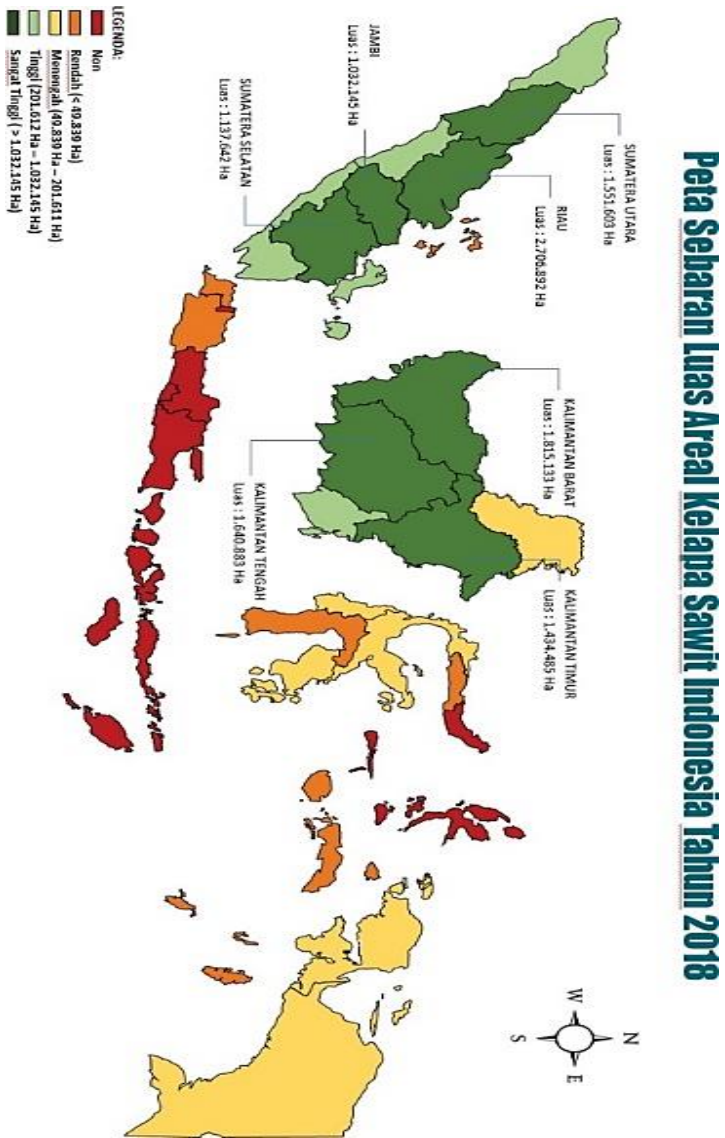 Peta Sebaran Luas Areal Kelapa Sawit Indonesia Tahun 2018
SUMATERA UTARA
Luas : 1.551.603 Ha
RIAU
Luas : 2.706.892 Ha
KALIMANTAN BARAT
Luas : 1.815.133 Ha
KALIMANTAN TIMUR
Luas : 1.434.485 Ha
N
W
E
S
JAMBI
Luas : 1.032.145 Ha
SUMATERA SELATAN
Luas : 1.137.642 Ha
KALIMANTAN TENGAH
Luas : 1.640.883 Ha
LEGENDA:
Non
Rendah (< 49.839 Ha)
Menengah (49.839 Ha – 201.611 Ha)
Tinggi (201.612 Ha – 1.032.145 Ha)
Sangat Tinggi ( > 1.032.145 Ha)